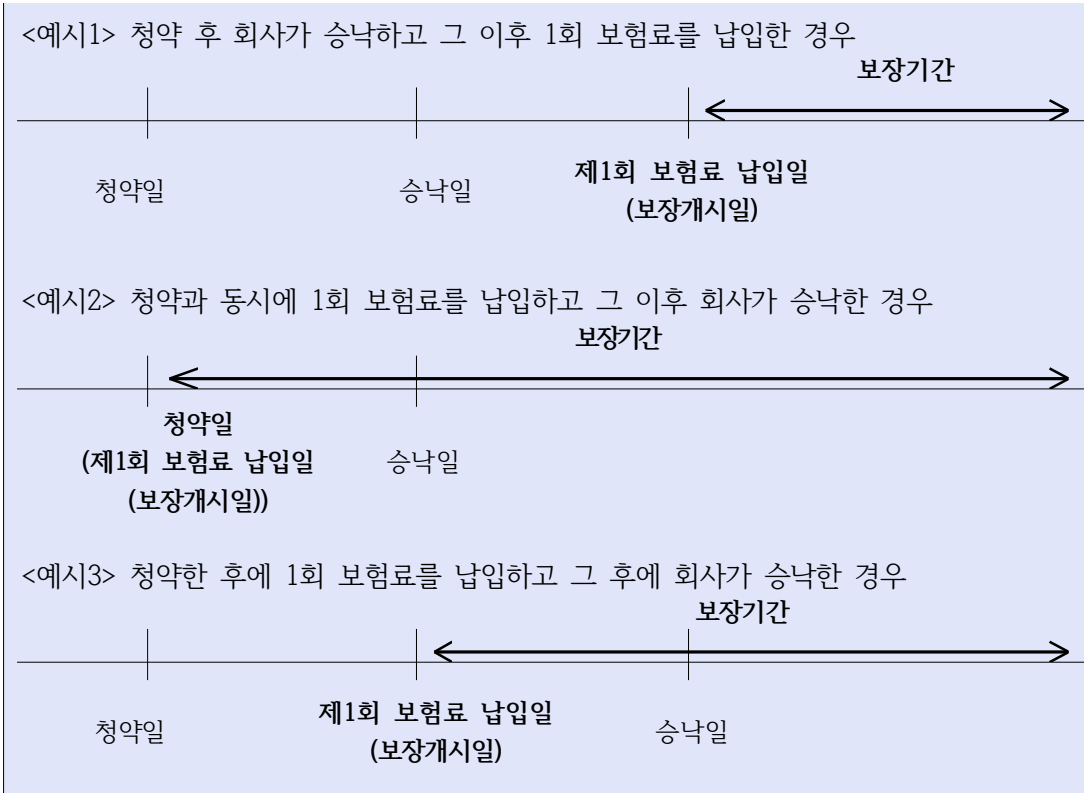 <예시1> 청약 후 회사가 승낙하고 그 이후 1회 보험료를 납입한 경우
보장기간
청약일
승낙일
제1회 보험료 납입일
(보장개시일)
<예시2> 청약과 동시에 1회 보험료를 납입하고 그 이후 회사가 승낙한 경우
보장기간
청약일
(제1회 보험료 납입일
(보장개시일))
승낙일
<예시3> 청약한 후에 1회 보험료를 납입하고 그 후에 회사가 승낙한 경우
보장기간
청약일
제1회 보험료 납입일
(보장개시일)
승낙일